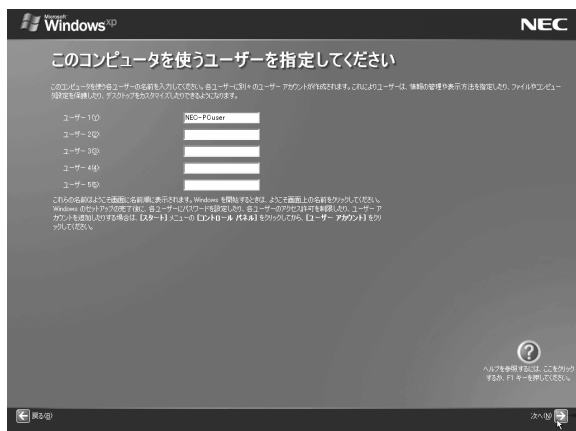 Microsoft
Windows xp
NEC
このコンピュータを使うユーザーを指定してください
このコンピュータを使う各ユーザーの名前を入力してください。各ユーザーに別々のユーザー アカウントが作成されます。これによりユーザーは、情報の管理や表示方法を指定したり、ファイルやコンピュー
タ設定を保護したり、デスクトップをカスタマイズしたりできるようになります。
ユーザー 1(Y):
NEC-PCuser
ユーザー 2(2):
ユーザー 3(3):
ユーザー 4(4):
ユーザー 5(5):
これらの名前はようこそ画面に名前順に表示されます。Windows を開始するときは、ようこそ画面上の名前をクリックしてください。
Windows のセットアップの完了後に、各ユーザーにパスワードを設定したり、各ユーザーのアクセス許可を制限したり、ユーザー ア
カウントを追加したりする場合は、[スタート] メニューの [コントロール パネル] をクリックしてから、[ユーザー アカウント] をクリ
ックしてください。
ヘルプを参照するには、ここをクリック
するか、F1 キーを押してください。
戻る(B)
次へ(N)